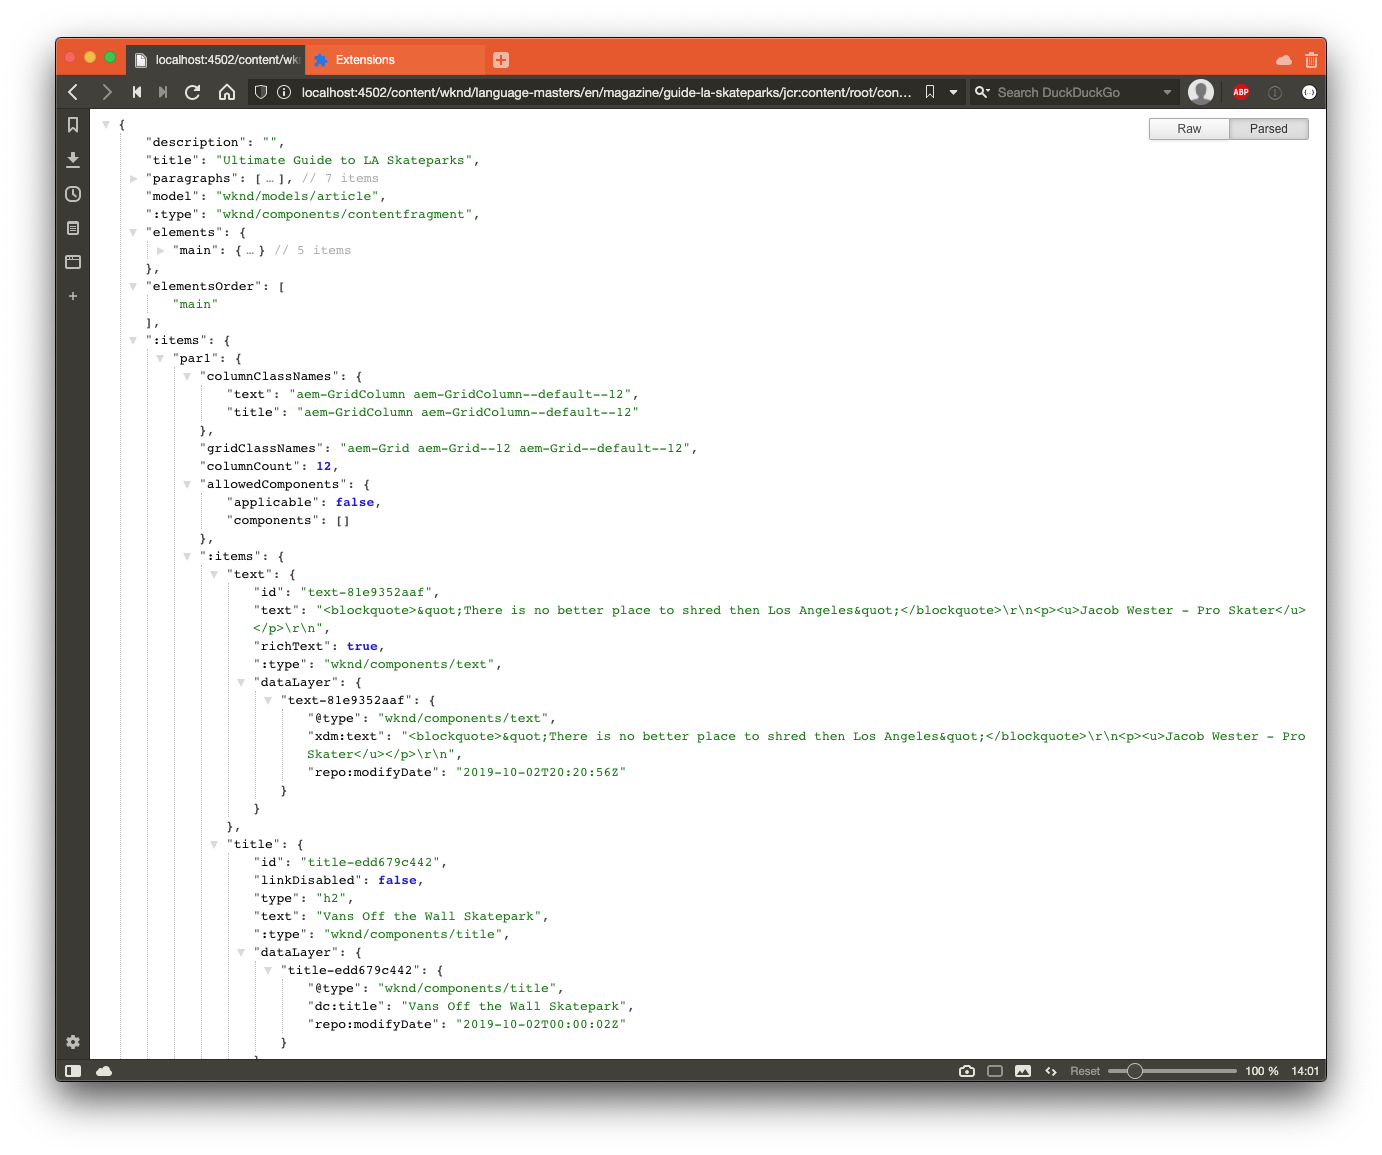 localhost:4502/content/wk
Extensions
localhost:4502/content/wknd/language-masters/en/magazine/guide-la-skateparks/jcr:content/root/con...
Search DuckDuckGo
ABP
Raw
Parsed
{
"description": "",
"title": "Ultimate Guide to LA Skateparks",
"paragraphs": [ … ], // 7 items
"model": "wknd/models/article",
":type": "wknd/components/contentfragment",
"elements": {
"main": { … } // 5 items
},
"elementsOrder": [
"main"
],
":items": {
"par1": {
"columnClassNames": {
"text": "aem-GridColumn aem-GridColumn--default--12",
"title": "aem-GridColumn aem-GridColumn--default--12"
},
"gridClassNames": "aem-Grid aem-Grid--12 aem-Grid--default--12",
"columnCount": 12,
"allowedComponents": {
"applicable": false,
"components": []
},
":items": {
"text": {
"id": "text-81e9352aaf",
"text": "<blockquote>&quot;There is no better place to shred then Los Angeles&quot;</blockquote>\r\n<p><u>Jacob Wester - Pro Skater</u>
</p>\r\n",
"richText": true,
":type": "wknd/components/text",
"dataLayer": {
"text-81e9352aaf": {
"@type": "wknd/components/text",
"xdm:text": "<blockquote>&quot;There is no better place to shred then Los Angeles&quot;</blockquote>\r\n<p><u>Jacob Wester - Pro
Skater</u></p>\r\n",
"repo:modifyDate": "2019-10-02T20:20:56Z"
}
}
},
"title": {
"id": "title-edd679c442",
"linkDisabled": false,
"type": "h2",
"text": "Vans Off the Wall Skatepark",
":type": "wknd/components/title",
"dataLayer": {
"title-edd679c442": {
"@type": "wknd/components/title",
"dc:title": "Vans Off the Wall Skatepark",
"repo:modifyDate": "2019-10-02T00:00:02Z"
}
Reset
100 %
14:01